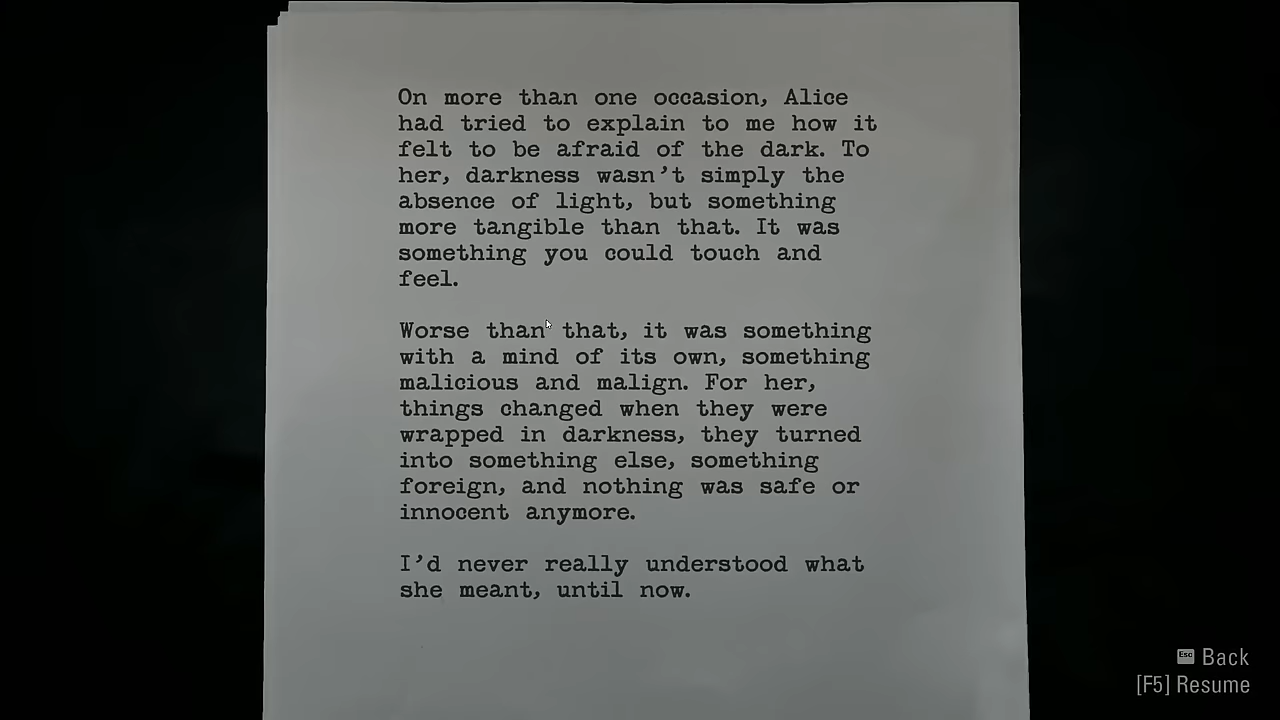 On more than one occasion, Alice
had tried to explain to me how it
felt to be afraid of the dark. To
her, darkness wasn't simply the
absence of light, but something
more tangible than that. It was
something you could touch and
feel.
Worse than that, it was something
with a mind of its own, something
malicious and malign. For her,
things changed when they were
wrapped in darkness, they turned
into something else, something
foreign, and nothing was safe or
innocent anymore.
I'd never really understood what
she meant, until now.
Esc Back
[F5] Resume